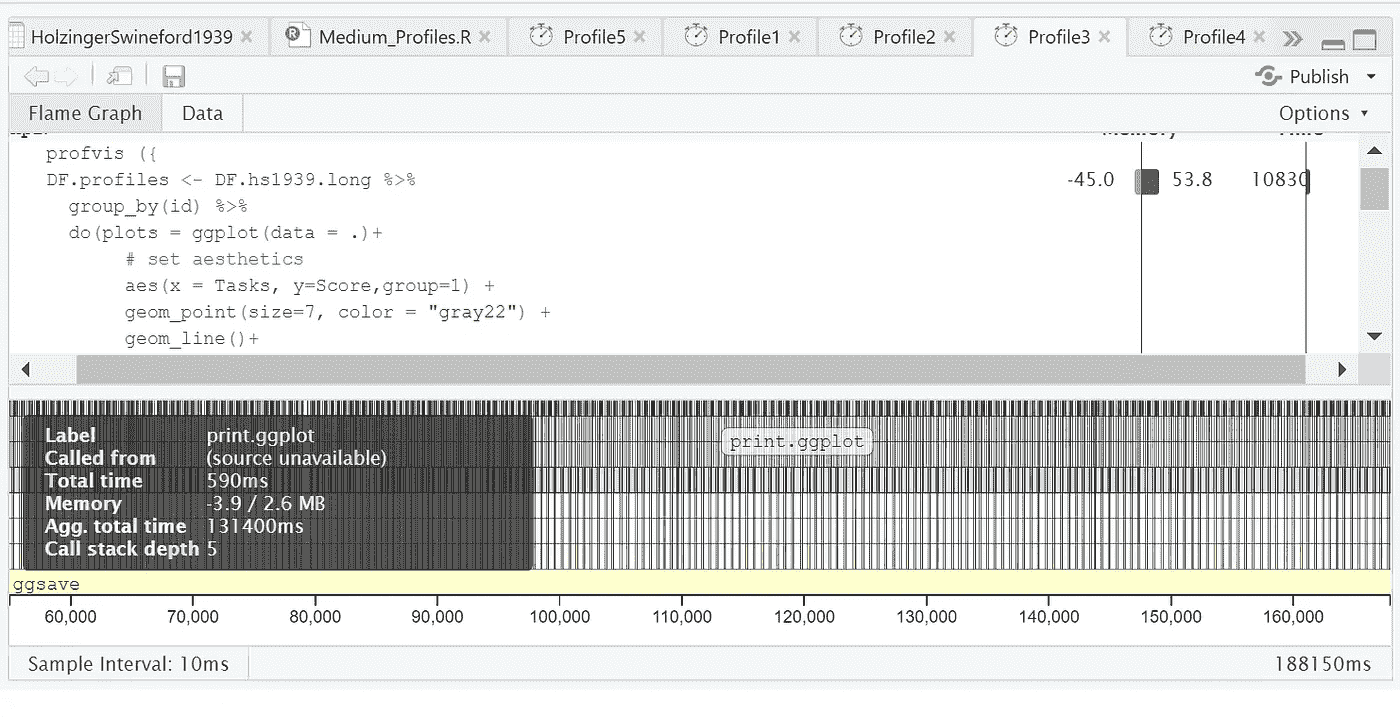 HolzingerSwineford1939 × Medium_Profiles.R × Profile5 × Profile1 × Profile2 × Profile3 × Profile4 × »
Publish
Flame Graph Data Options
Memory
profvis ({
DF.profiles <- DF.hs1939.long %>% -45.0 53.8 10830
group_by(id) %>%
do(plots = ggplot(data = .)+
# set aesthetics
aes(x = Tasks, y=Score,group=1) +
geom_point(size=7, color = "gray22") +
geom_line()+
Label print.ggplot
print.ggplot
Called from (source unavailable)
Total time 590ms
Memory -3.9 / 2.6 MB
Agg. total time 131400ms
Call stack depth 5
ggsave
60,000 70,000 80,000 90,000 100,000 110,000 120,000 130,000 140,000 150,000 160,000
Sample Interval: 10ms 188150ms